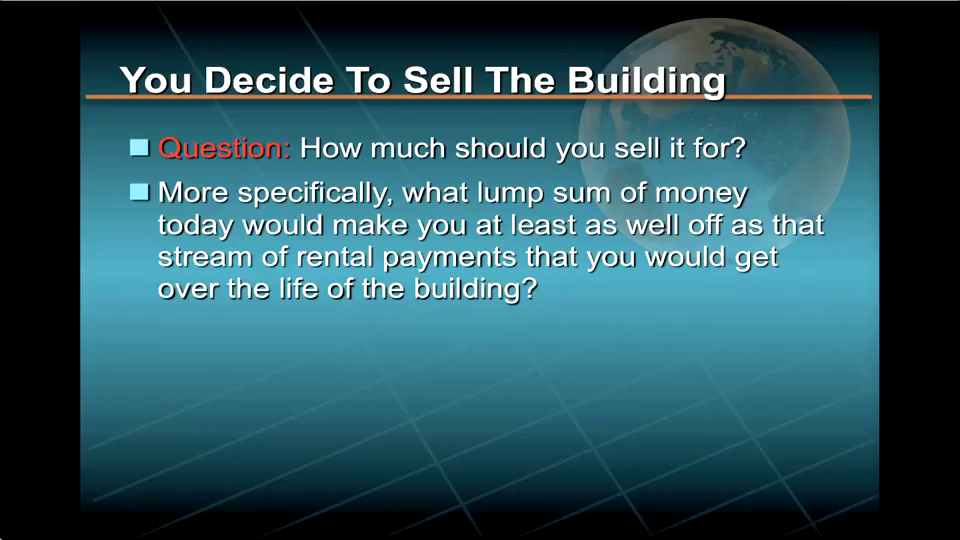 You Decide To Sell The Building
Question: How much should you sell it for?
More specifically, what lump sum of money
today would make you at least as well off as that
stream of rental payments that you would get
over the life of the building?